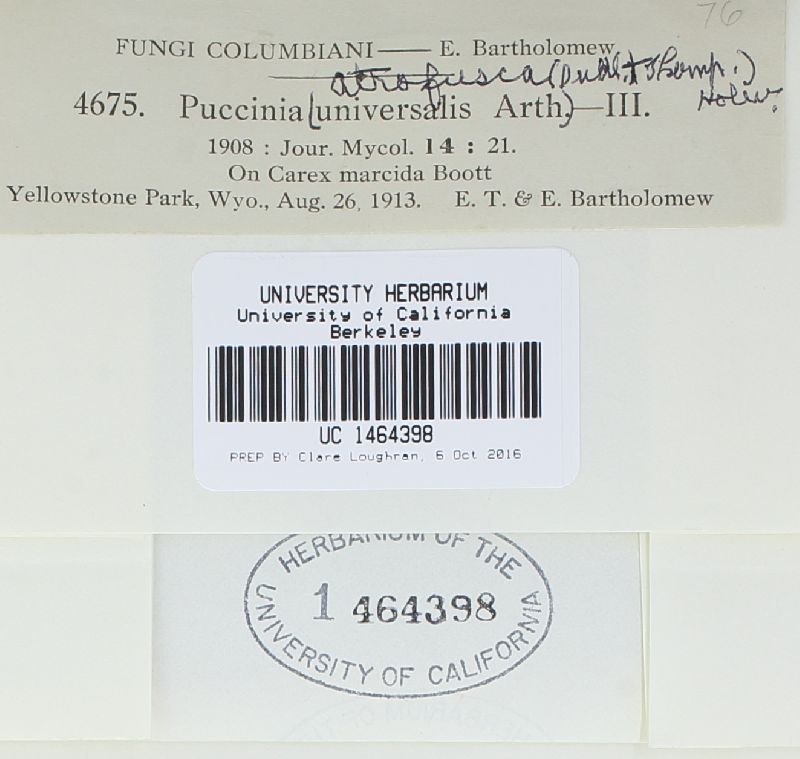 76
FUNGI COLUMBIANI—— E. Bartholomew
atrofusca (Dudl. & Thomp.) Holw.
4675. Puccinia (universalis Arth.)—III.
1908 : Jour. Mycol. 14 : 21.
On Carex marcida Boott
Yellowstone Park, Wyo., Aug. 26, 1913. E. T. & E. Bartholomew
UNIVERSITY HERBARIUM
University of California
Berkeley
UC 1464398
PREP BY Clare Loughran, 6 Oct 2016
HERBARIUM OF THE
1 464398
UNIVERSITY OF CALIFORNIA